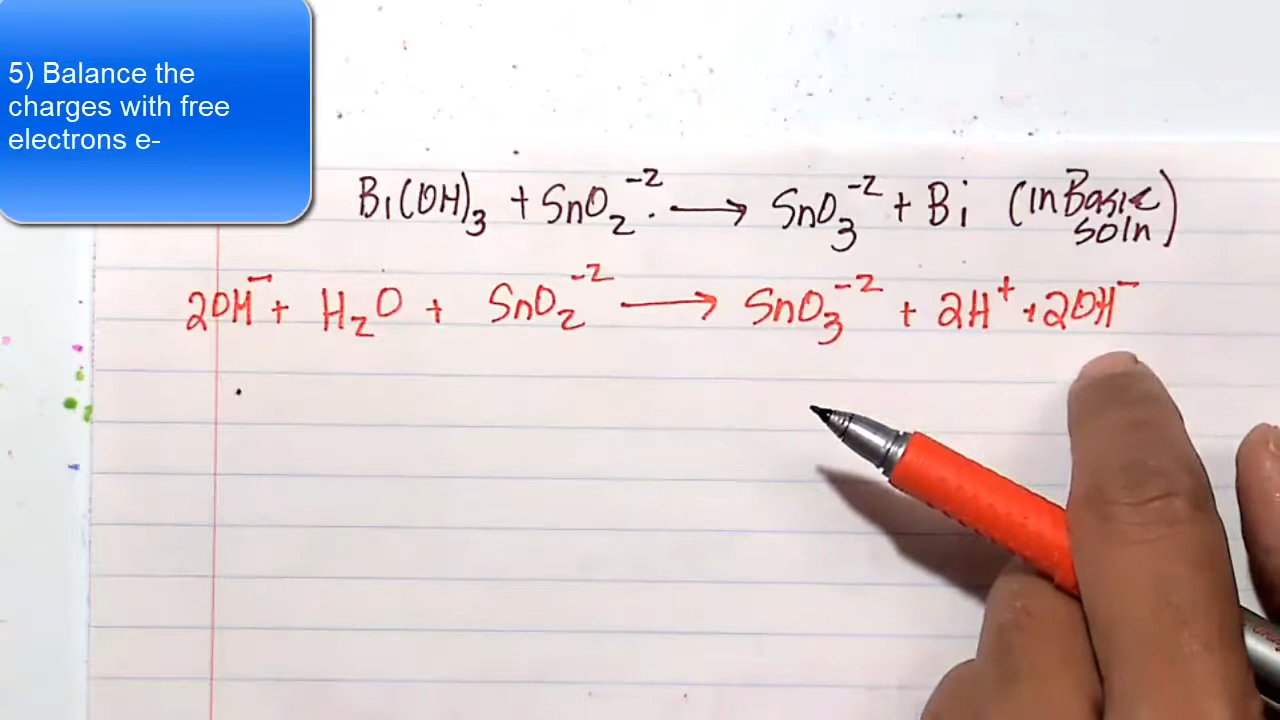 5) Balance the
charges with free
electrons e-
Bi(OH)₃ + SnO₂⁻² → SnO₃⁻² + Bi (in Basic
soln)
2OH⁻ + H₂O + SnO₂⁻² → SnO₃⁻² + 2H⁺ + 2OH⁻